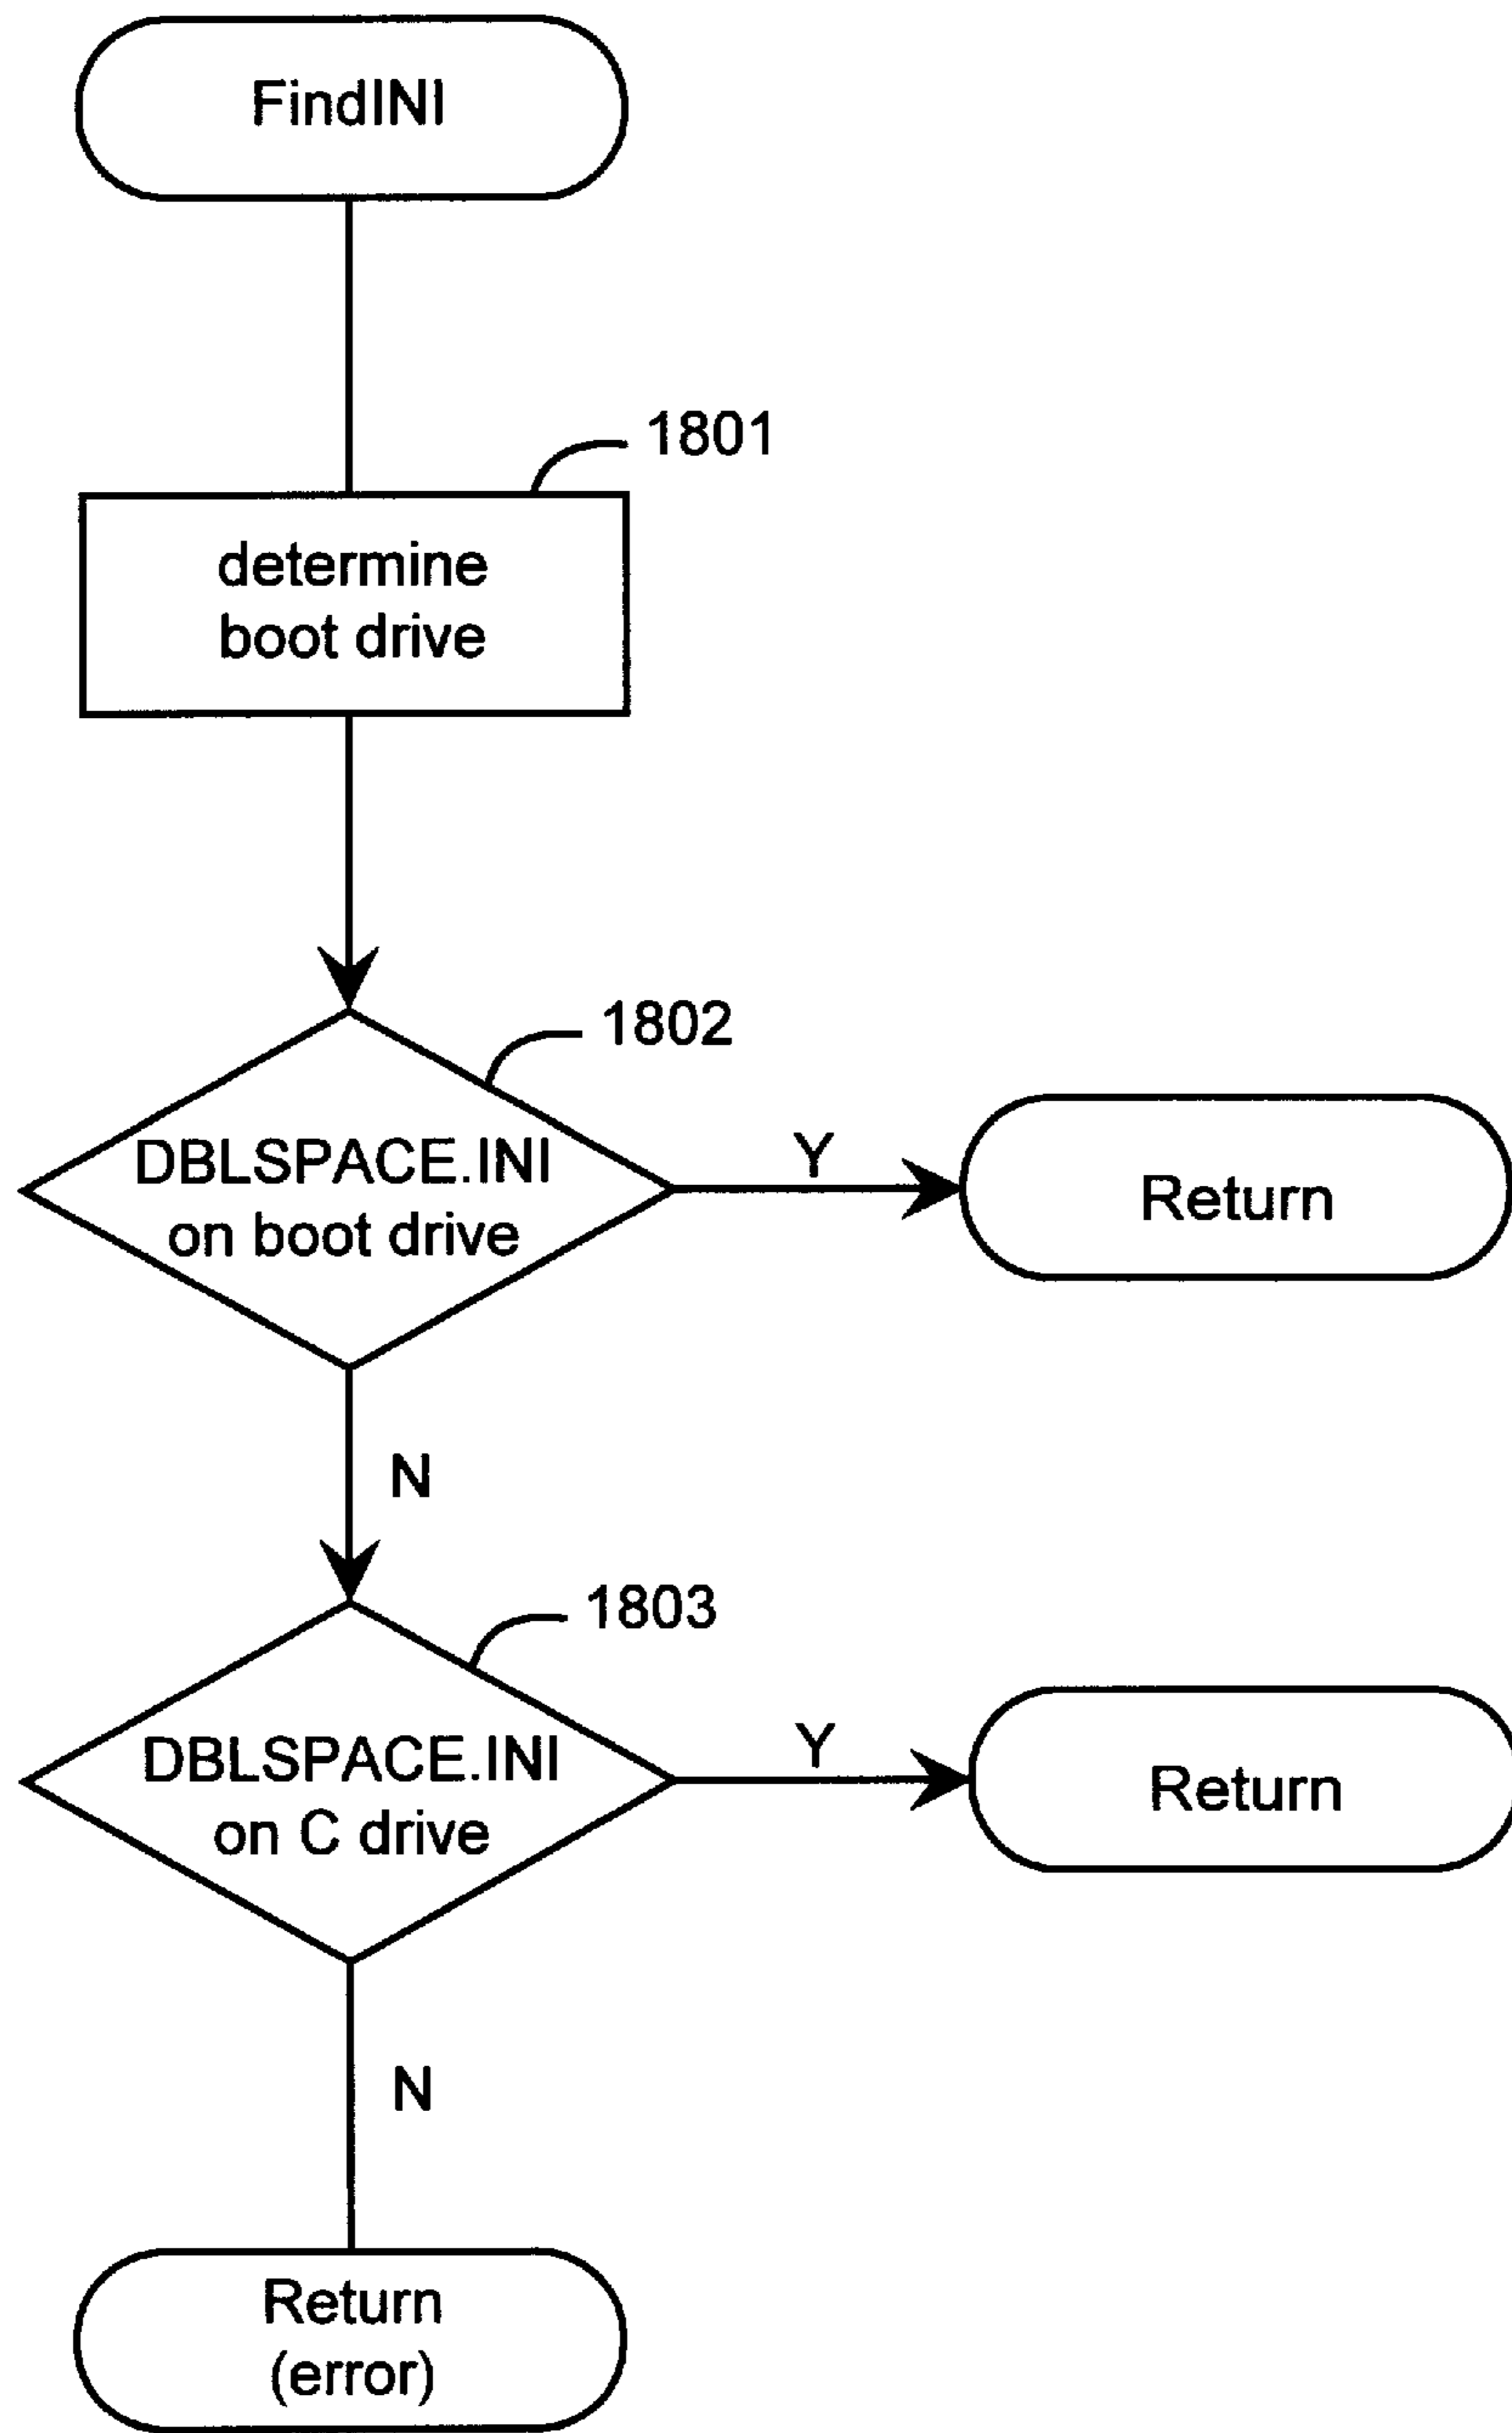 FindINI
1801
determine
boot drive
1802
DBLSPACE.INI
on boot drive
Y
Return
N
1803
DBLSPACE.INI
on C drive
Y
Return
N
Return
(error)